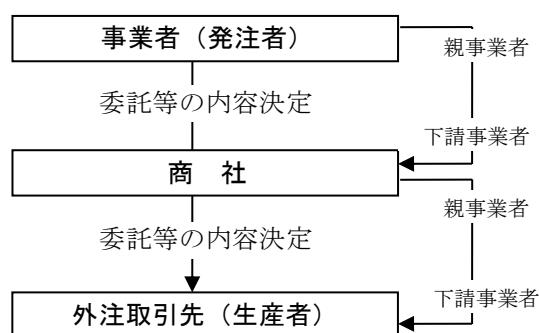 事業者（発注者）
親事業者
委託等の内容決定
下請事業者
商　社
親事業者
委託等の内容決定
下請事業者
外注取引先（生産者）